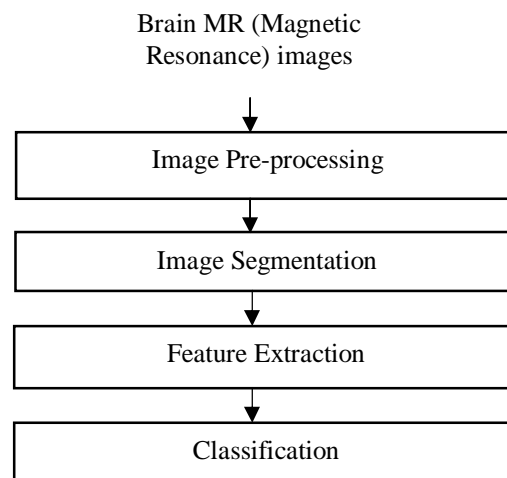 Brain MR (Magnetic
Resonance) images
Image Pre-processing
Image Segmentation
Feature Extraction
Classification